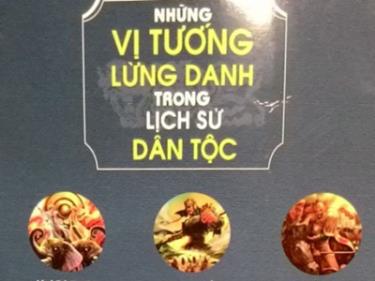 NHỮNG
VỊ TƯỚNG
LỪNG DANH
TRONG
LỊCH SỬ
DÂN TỘC